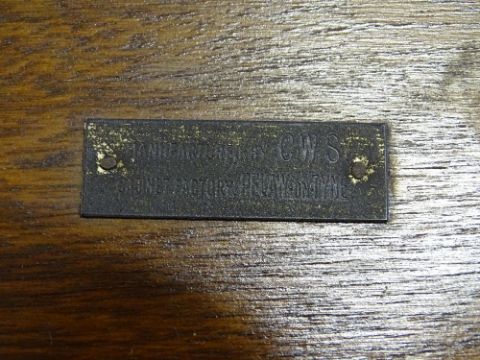 MANUFACTURED BY C.W.S
CABINET FACTORY PELAW-ON-TYNE